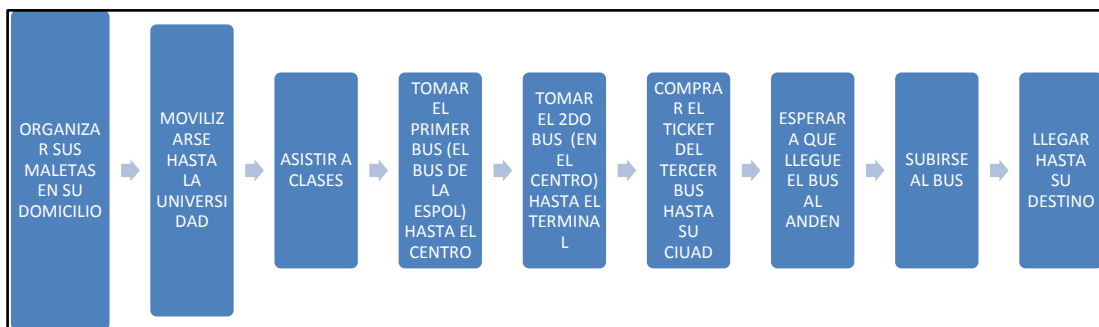 ORGANIZA
R SUS
MALETAS
EN SU
DOMICILIO
MOVILIZ
ARSE
HASTA
LA
UNIVERSI
DAD
ASISTIR A
CLASES
TOMAR
EL
PRIMER
BUS (EL
BUS DE
LA
ESPOL)
HASTA EL
CENTRO
TOMAR
EL 2DO
BUS (EN
EL
CENTRO)
HASTA EL
TERMINA
L
COMPRA
R EL
TICKET
DEL
TERCER
BUS
HASTA
SU
CIUAD
ESPERAR
A QUE
LLEGUE
EL BUS
AL
ANDEN
SUBIRSE
AL BUS
LLEGAR
HASTA
SU
DESTINO